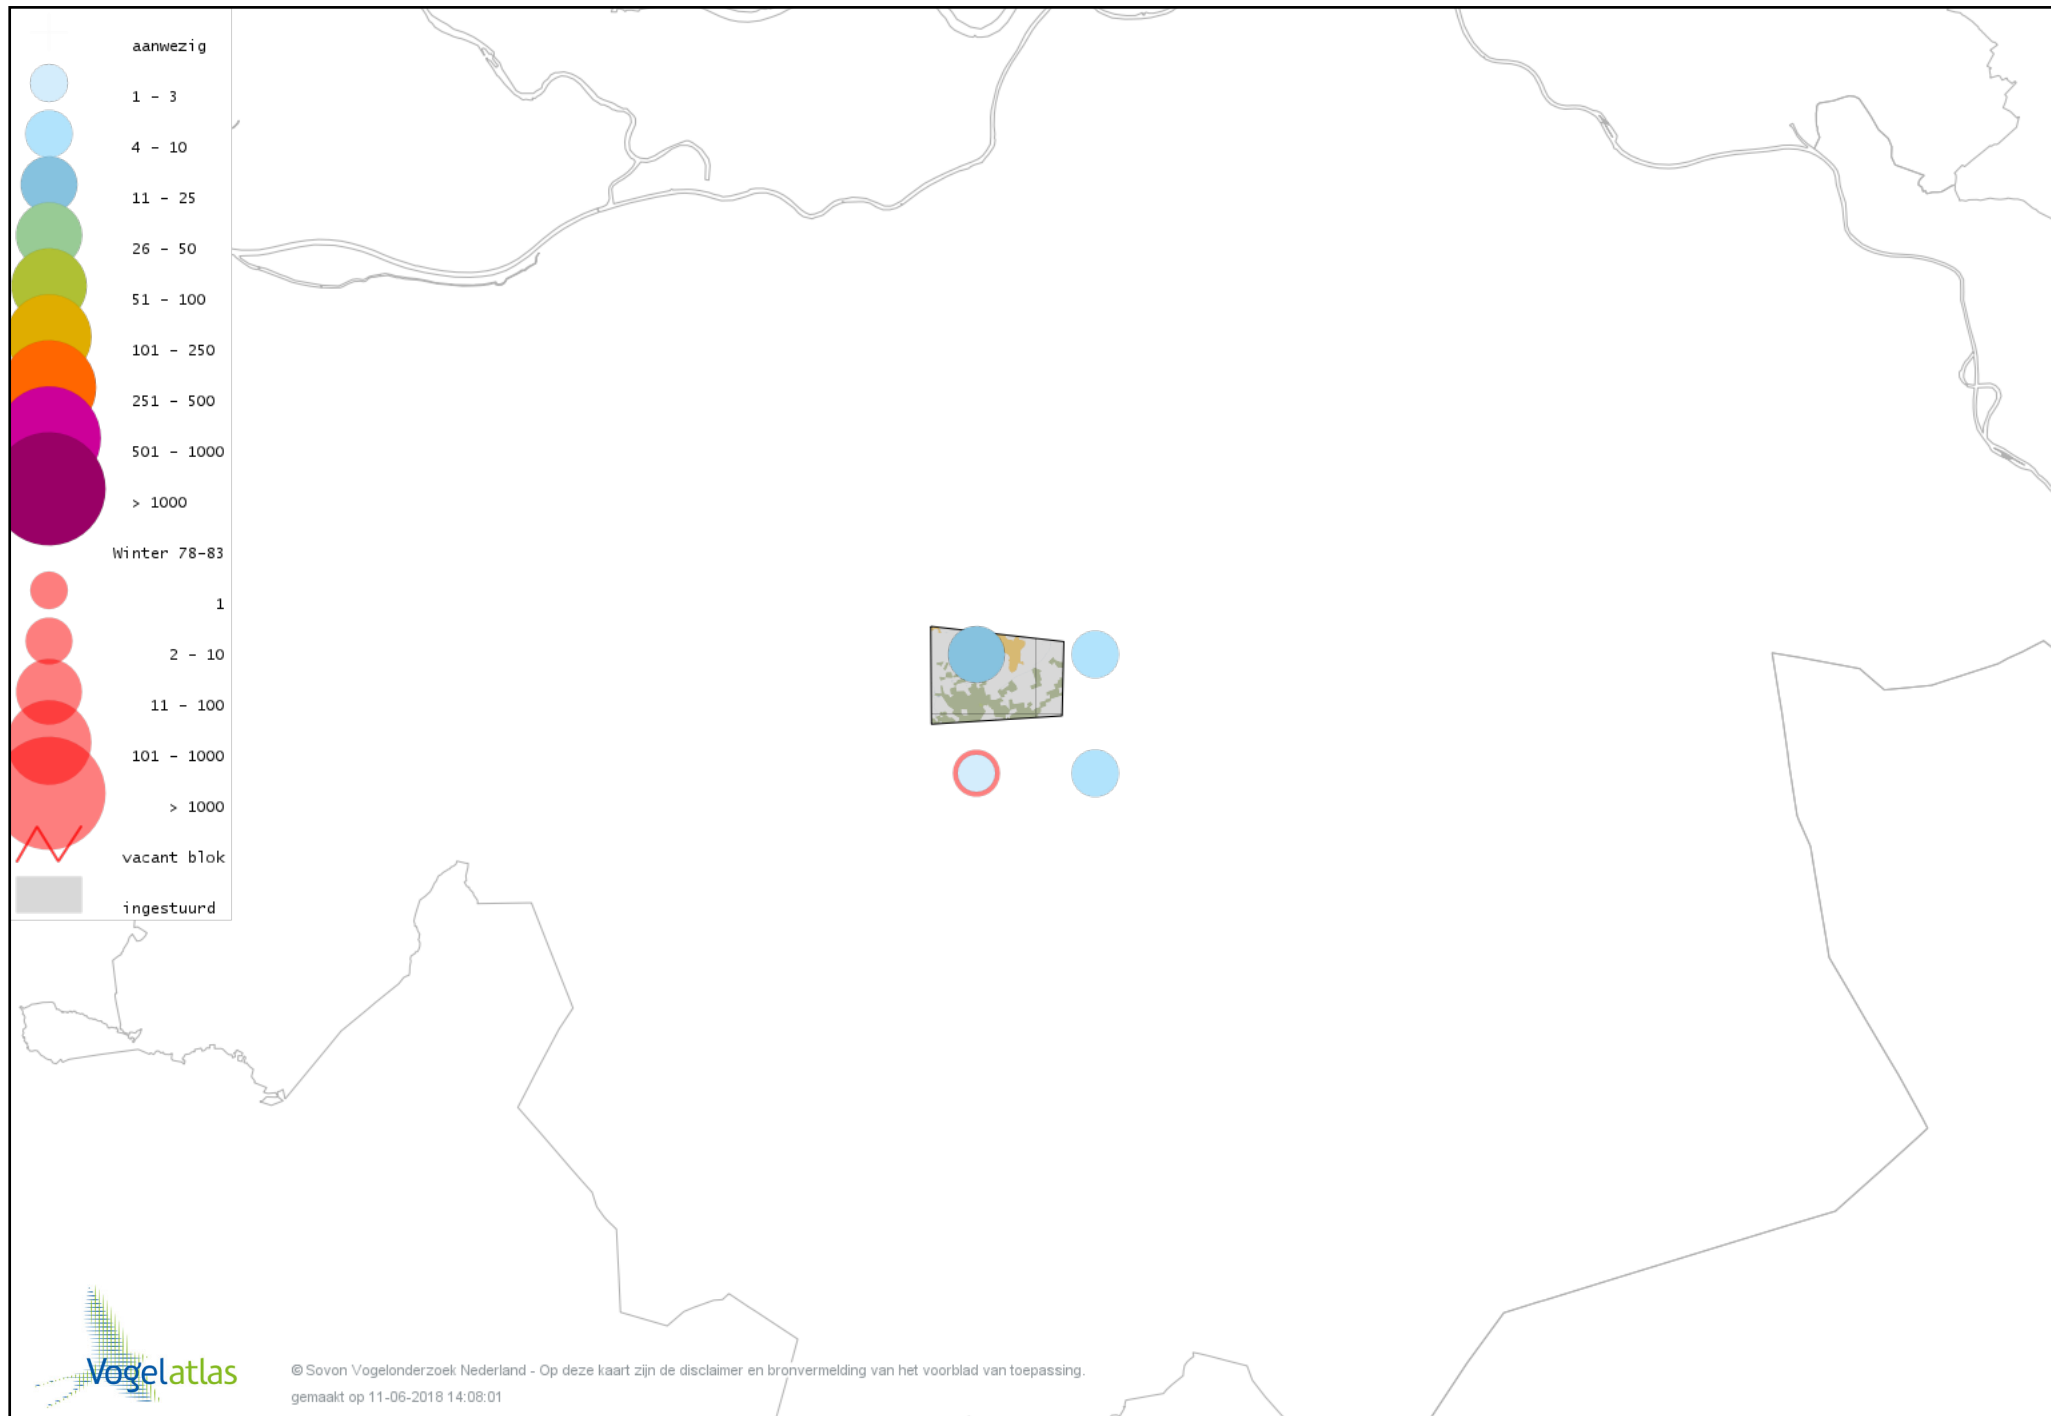 aanwezig
1 - 3
4 - 10
11 - 25
26 - 50
51 - 100
101 - 250
251 - 500
501 - 1000
> 1000
Winter 78-83
1
2 - 10
11 - 100
101 - 1000
> 1000
vacant blok
ingestuurd
Vogelatlas
© Sovon Vogelonderzoek Nederland - Op deze kaart zijn de disclaimer en bronvermelding van het voorblad van toepassing.
gemaakt op 11-06-2018 14:08:01